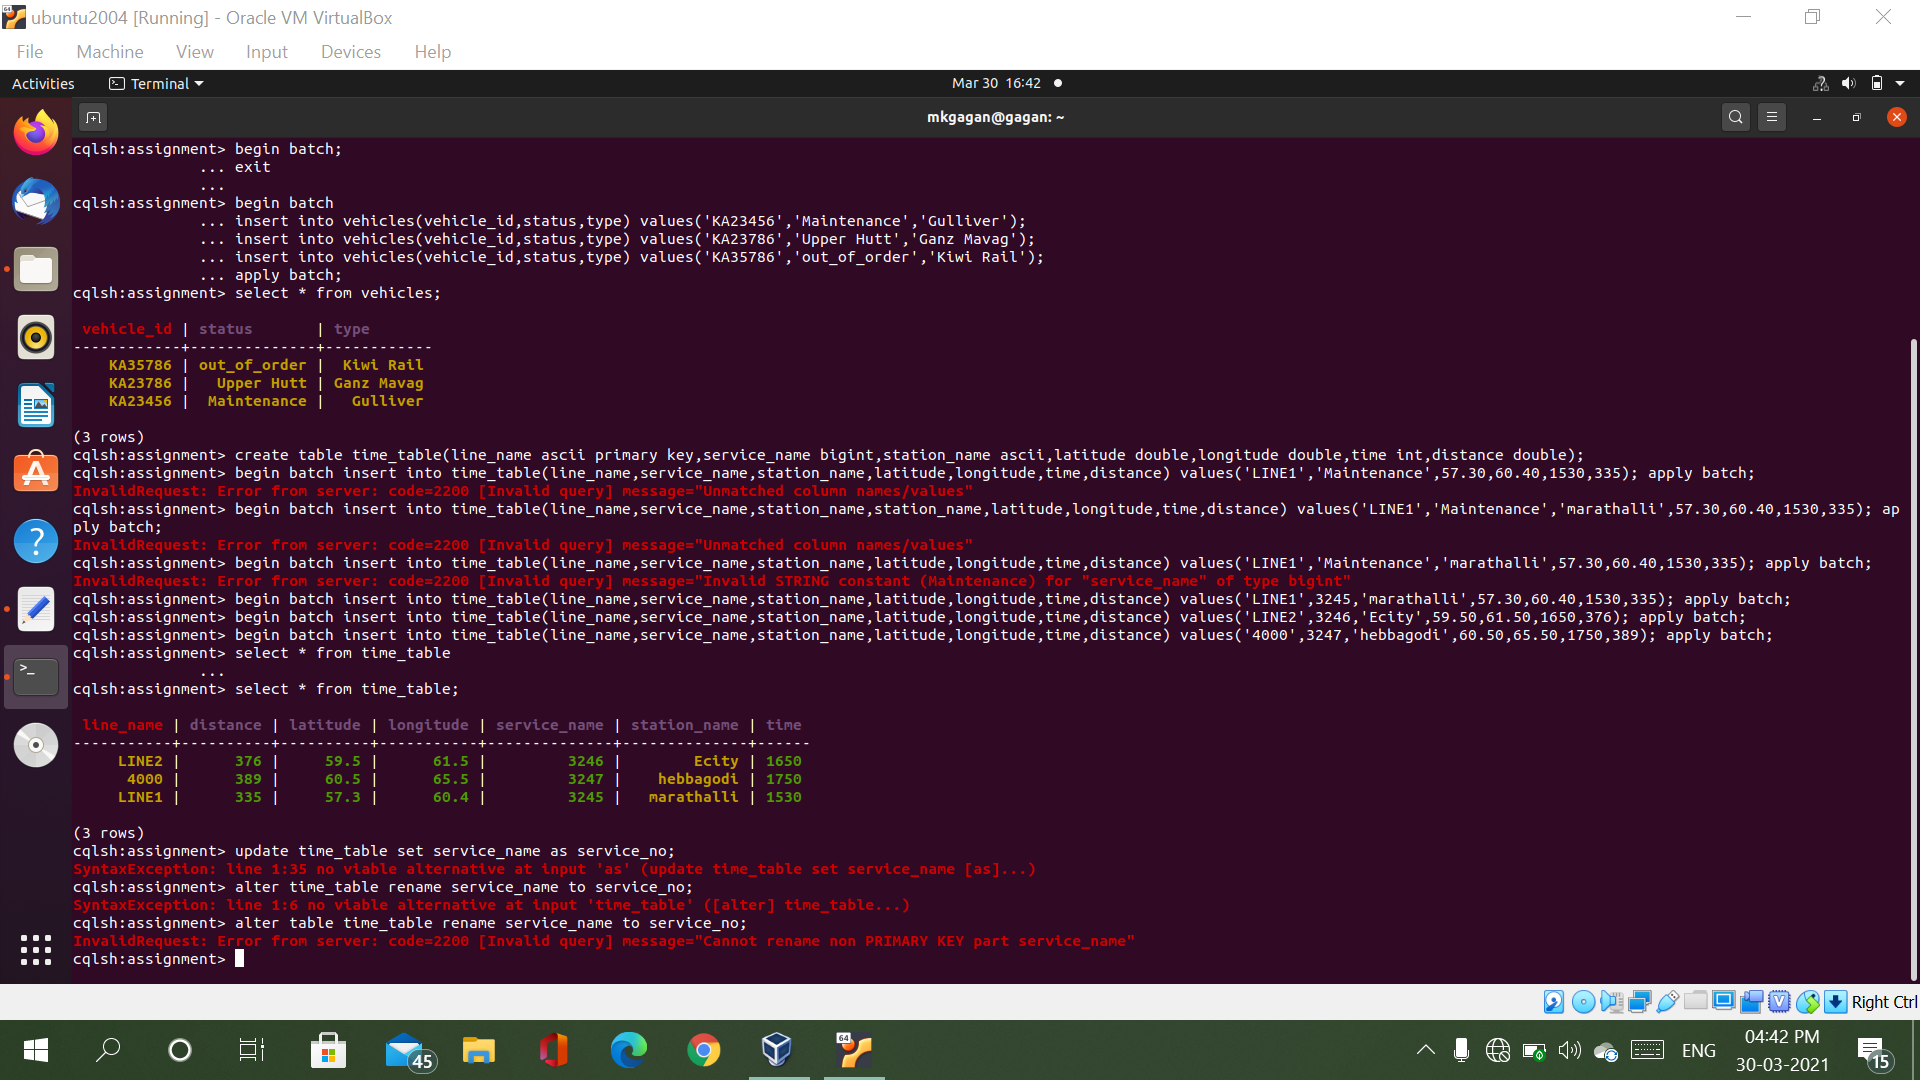 ubuntu2004 [Running] - Oracle VM VirtualBox
File Machine View Input Devices Help
Activities Terminal Mar 30 16:42
mkgagan@gagan: ~
cqlsh:assignment> begin batch;
... exit
...
cqlsh:assignment> begin batch
... insert into vehicles(vehicle_id,status,type) values('KA23456','Maintenance','Gulliver');
... insert into vehicles(vehicle_id,status,type) values('KA23786','Upper Hutt','Ganz Mavag');
... insert into vehicles(vehicle_id,status,type) values('KA35786','out_of_order','Kiwi Rail');
... apply batch;
cqlsh:assignment> select * from vehicles;
vehicle_id | status | type
------------+--------------+------------
KA35786 | out_of_order | Kiwi Rail
KA23786 | Upper Hutt | Ganz Mavag
KA23456 | Maintenance | Gulliver
(3 rows)
cqlsh:assignment> create table time_table(line_name ascii primary key,service_name bigint,station_name ascii,latitude double,longitude double,time int,distance double);
cqlsh:assignment> begin batch insert into time_table(line_name,service_name,station_name,latitude,longitude,time,distance) values('LINE1','Maintenance',57.30,60.40,1530,335); apply batch;
InvalidRequest: Error from server: code=2200 [Invalid query] message="Unmatched column names/values"
cqlsh:assignment> begin batch insert into time_table(line_name,service_name,station_name,station_name,latitude,longitude,time,distance) values('LINE1','Maintenance','marathalli',57.30,60.40,1530,335); ap
ply batch;
InvalidRequest: Error from server: code=2200 [Invalid query] message="Unmatched column names/values"
cqlsh:assignment> begin batch insert into time_table(line_name,service_name,station_name,latitude,longitude,time,distance) values('LINE1','Maintenance','marathalli',57.30,60.40,1530,335); apply batch;
InvalidRequest: Error from server: code=2200 [Invalid query] message="Invalid STRING constant (Maintenance) for "service_name" of type bigint"
cqlsh:assignment> begin batch insert into time_table(line_name,service_name,station_name,latitude,longitude,time,distance) values('LINE1',3245,'marathalli',57.30,60.40,1530,335); apply batch;
cqlsh:assignment> begin batch insert into time_table(line_name,service_name,station_name,latitude,longitude,time,distance) values('LINE2',3246,'Ecity',59.50,61.50,1650,376); apply batch;
cqlsh:assignment> begin batch insert into time_table(line_name,service_name,station_name,latitude,longitude,time,distance) values('4000',3247,'hebbagodi',60.50,65.50,1750,389); apply batch;
cqlsh:assignment> select * from time_table
...
cqlsh:assignment> select * from time_table;
line_name | distance | latitude | longitude | service_name | station_name | time
-----------+----------+----------+-----------+--------------+--------------+------
LINE2 | 376 | 59.5 | 61.5 | 3246 | Ecity | 1650
4000 | 389 | 60.5 | 65.5 | 3247 | hebbagodi | 1750
LINE1 | 335 | 57.3 | 60.4 | 3245 | marathalli | 1530
(3 rows)
cqlsh:assignment> update time_table set service_name as service_no;
SyntaxException: line 1:35 no viable alternative at input 'as' (update time_table set service_name [as]...)
cqlsh:assignment> alter time_table rename service_name to service_no;
SyntaxException: line 1:6 no viable alternative at input 'time_table' ([alter] time_table...)
cqlsh:assignment> alter table time_table rename service_name to service_no;
InvalidRequest: Error from server: code=2200 [Invalid query] message="Cannot rename non PRIMARY KEY part service_name"
cqlsh:assignment>
Right Ctrl
45
64
ENG
04:42 PM
30-03-2021
15